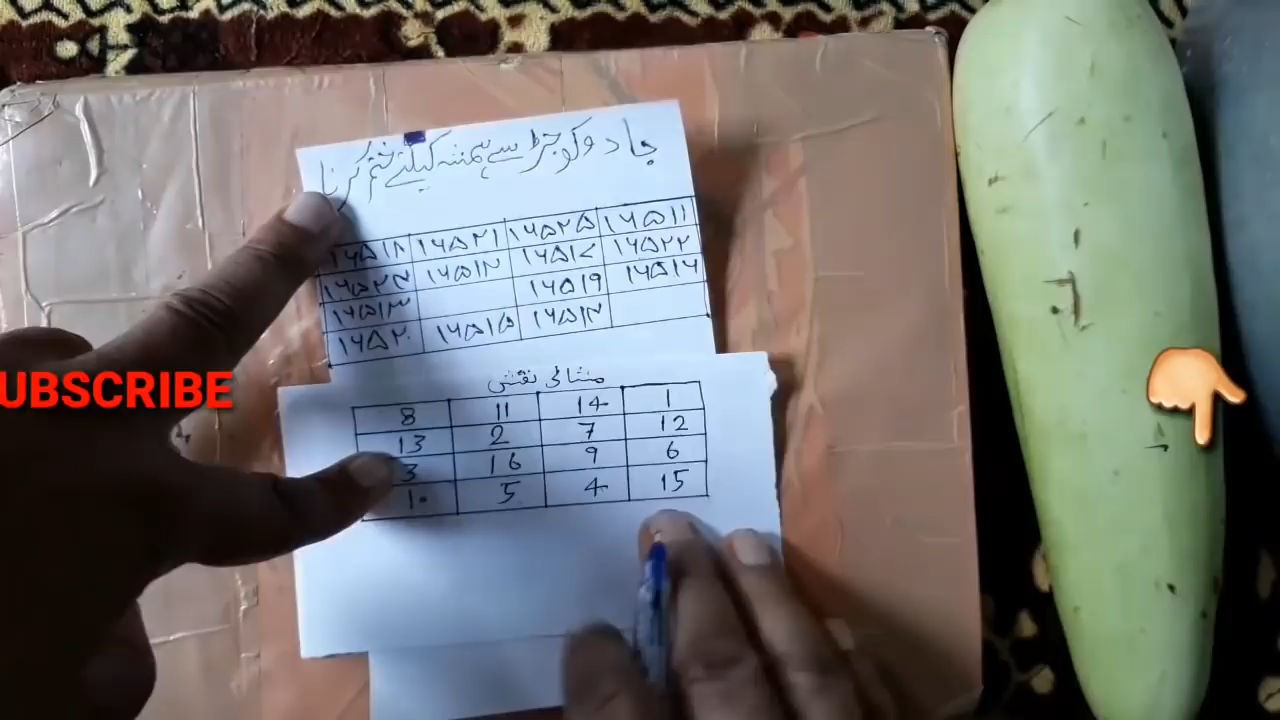 جادو کو جڑ سے ہمیشہ کیلئے ختم کرنا
۱۶۵۱۸ ۱۶۵۲۱ ۱۶۵۲۵ ۱۶۵۱۱
۱۶۵۲۴ ۱۶۵۱۲ ۱۶۵۱۷ ۱۶۵۲۲
۱۶۵۱۳ ۱۶۵۱۹ ۱۶۵۱۶
۱۶۵۲۰ ۱۶۵۱۵ ۱۶۵۱۴
مثالی نقش
8 11 14 1
13 2 7 12
3 16 9 6
10 5 4 15
UBSCRIBE